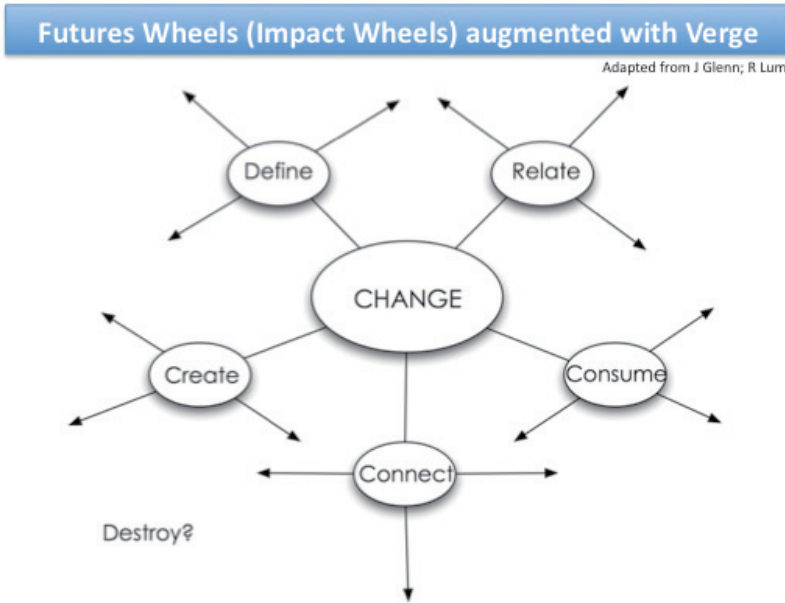 Futures Wheels (Impact Wheels) augmented with Verge
Adapted from J Glenn; R Lum
Define
Relate
CHANGE
Create
Consume
Connect
Destroy?